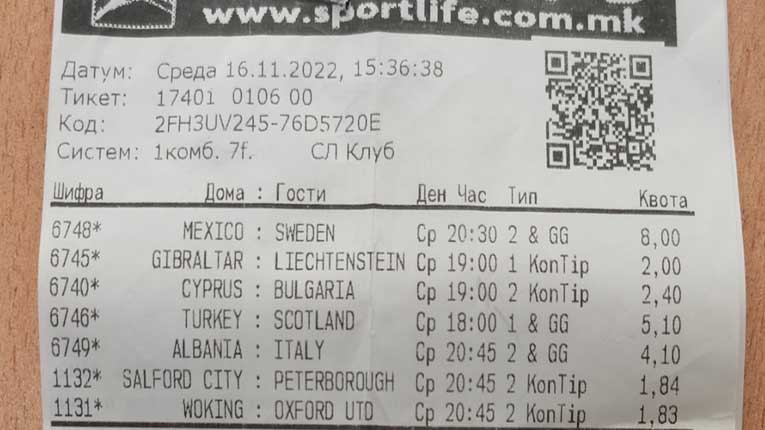 www.sportlife.com.mk
Датум: Среда 16.11.2022, 15:36:38
Тикет: 17401 0106 00
Код: 2FH3UV245-76D5720E
Систем: 1комб. 7f. СЛ Клуб
Шифра Дома : Гости Ден Час Тип Квота
6748* MEXICO : SWEDEN Ср 20:30 2 & GG 8,00
6745* GIBRALTAR : LIECHTENSTEIN Ср 19:00 1 KonTip 2,00
6740* CYPRUS : BULGARIA Ср 19:00 2 KonTip 2,40
6746* TURKEY : SCOTLAND Ср 18:00 1 & GG 5,10
6749* ALBANIA : ITALY Ср 20:45 2 & GG 4,10
1132* SALFORD CITY : PETERBOROUGH Ср 20:45 2 KonTip 1,84
1131* WOKING : OXFORD UTD Ср 20:45 2 KonTip 1,83